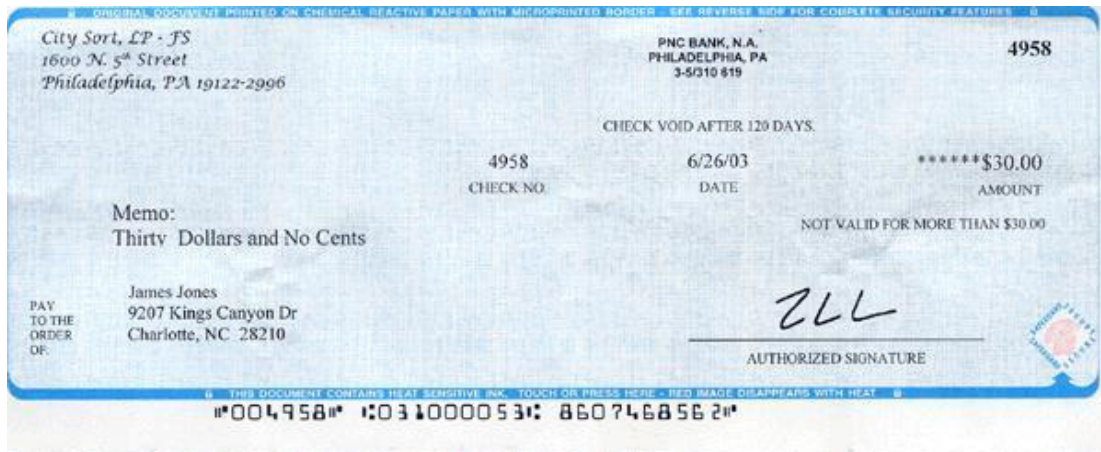 ORIGINAL DOCUMENT PRINTED ON CHEMICAL REACTIVE PAPER WITH MICROPRINTED BORDER - SEE REVERSE SIDE FOR COMPLETE SECURITY FEATURES
City Sort, LP - FS
1600 N. 5th Street
Philadelphia, PA 19122-2996
PNC BANK, N.A.
PHILADELPHIA, PA
3-5/310 619
4958
CHECK VOID AFTER 120 DAYS.
4958 6/26/03 ******$30.00
CHECK NO. DATE AMOUNT
NOT VALID FOR MORE THAN $30.00
Memo:
Thirty Dollars and No Cents
PAY
TO THE
ORDER
OF:
James Jones
9207 Kings Canyon Dr
Charlotte, NC 28210
AUTHORIZED SIGNATURE
THIS DOCUMENT CONTAINS HEAT SENSITIVE INK. TOUCH OR PRESS HERE - RED IMAGE DISAPPEARS WITH HEAT
⑈004958⑈ ⑆031000053⑆ 8607468562⑈